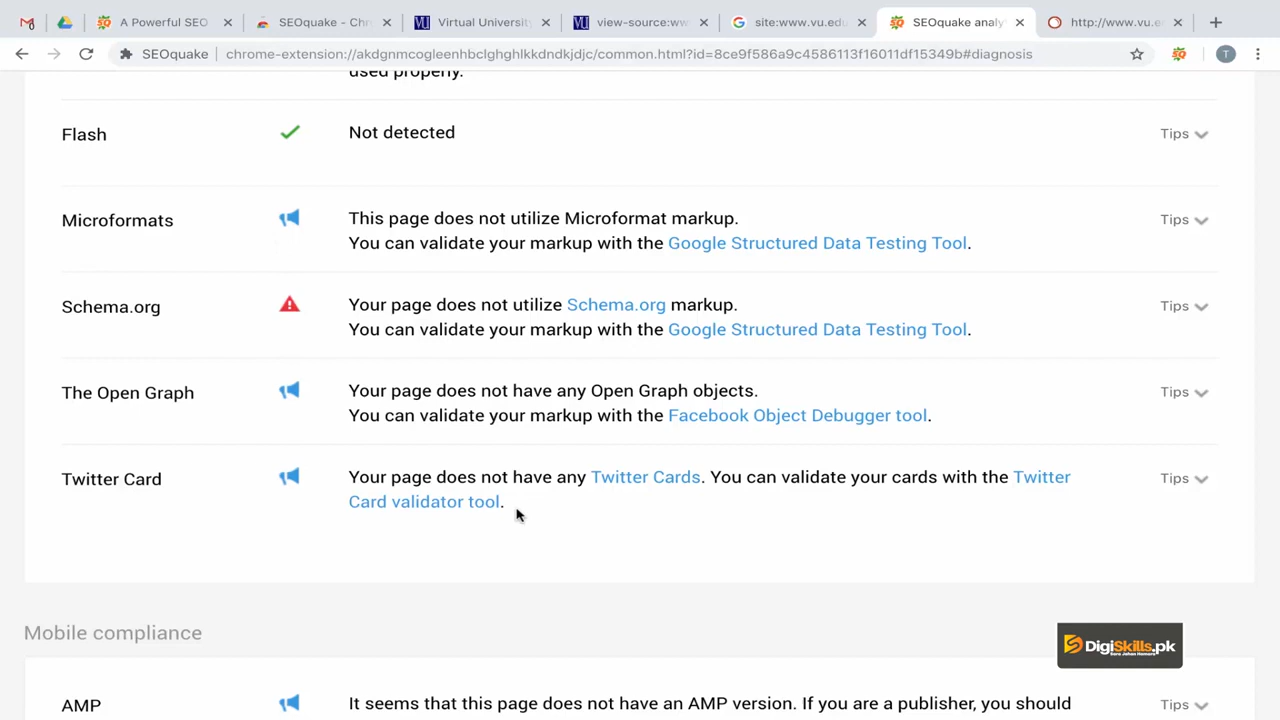 A Powerful SEO
SEOquake - Chr
Virtual Universit
view-source:ww
site:www.vu.edu
SEOquake analy
http://www.vu.e
SEOquake
chrome-extension://akdgnmcogleenhbclghghlkkdndkjdjc/common.html?id=8ce9f586a9c4586113f16011df15349b#diagnosis
T
used properly.
Flash
Not detected
Tips
Microformats
This page does not utilize Microformat markup.
You can validate your markup with the Google Structured Data Testing Tool.
Tips
Schema.org
Your page does not utilize Schema.org markup.
You can validate your markup with the Google Structured Data Testing Tool.
Tips
The Open Graph
Your page does not have any Open Graph objects.
You can validate your markup with the Facebook Object Debugger tool.
Tips
Twitter Card
Your page does not have any Twitter Cards. You can validate your cards with the Twitter
Card validator tool.
Tips
Mobile compliance
DigiSkills.pk
AMP
It seems that this page does not have an AMP version. If you are a publisher, you should
Tips